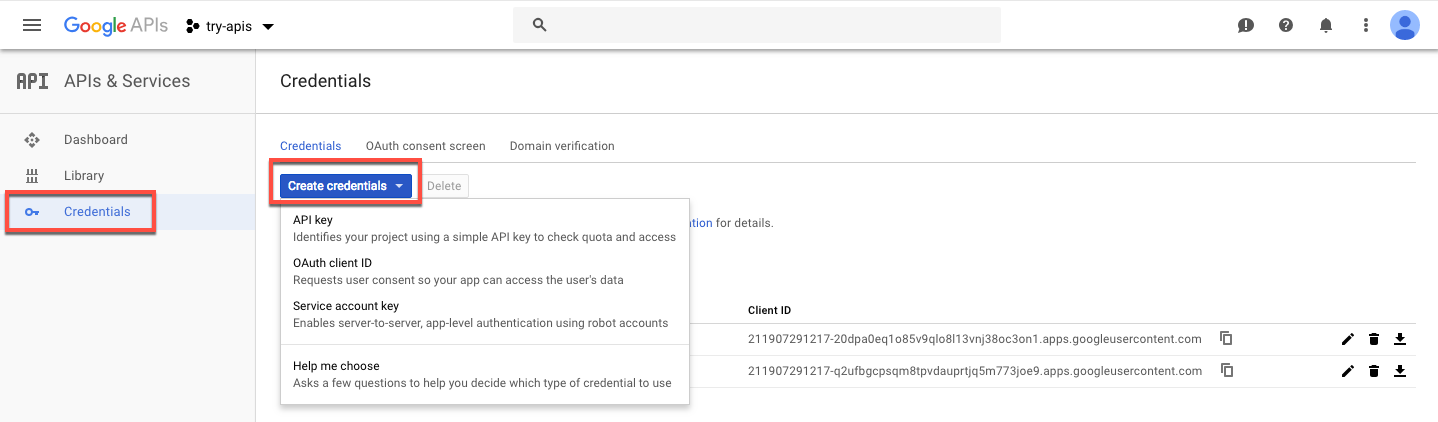 Google APIs
try-apis
API APIs & Services
Credentials
Dashboard
Library
Credentials
Credentials OAuth consent screen Domain verification
Create credentials
Delete
API key
Identifies your project using a simple API key to check quota and access
for details.
OAuth client ID
Requests user consent so your app can access the user's data
Service account key
Enables server-to-server, app-level authentication using robot accounts
Help me choose
Asks a few questions to help you decide which type of credential to use
Client ID
211907291217-20dpa0eq1o85v9qlo8l13vnj38oc3on1.apps.googleusercontent.com
211907291217-q2ufbgcpsqm8tpvdauprtjq5m773joe9.apps.googleusercontent.com